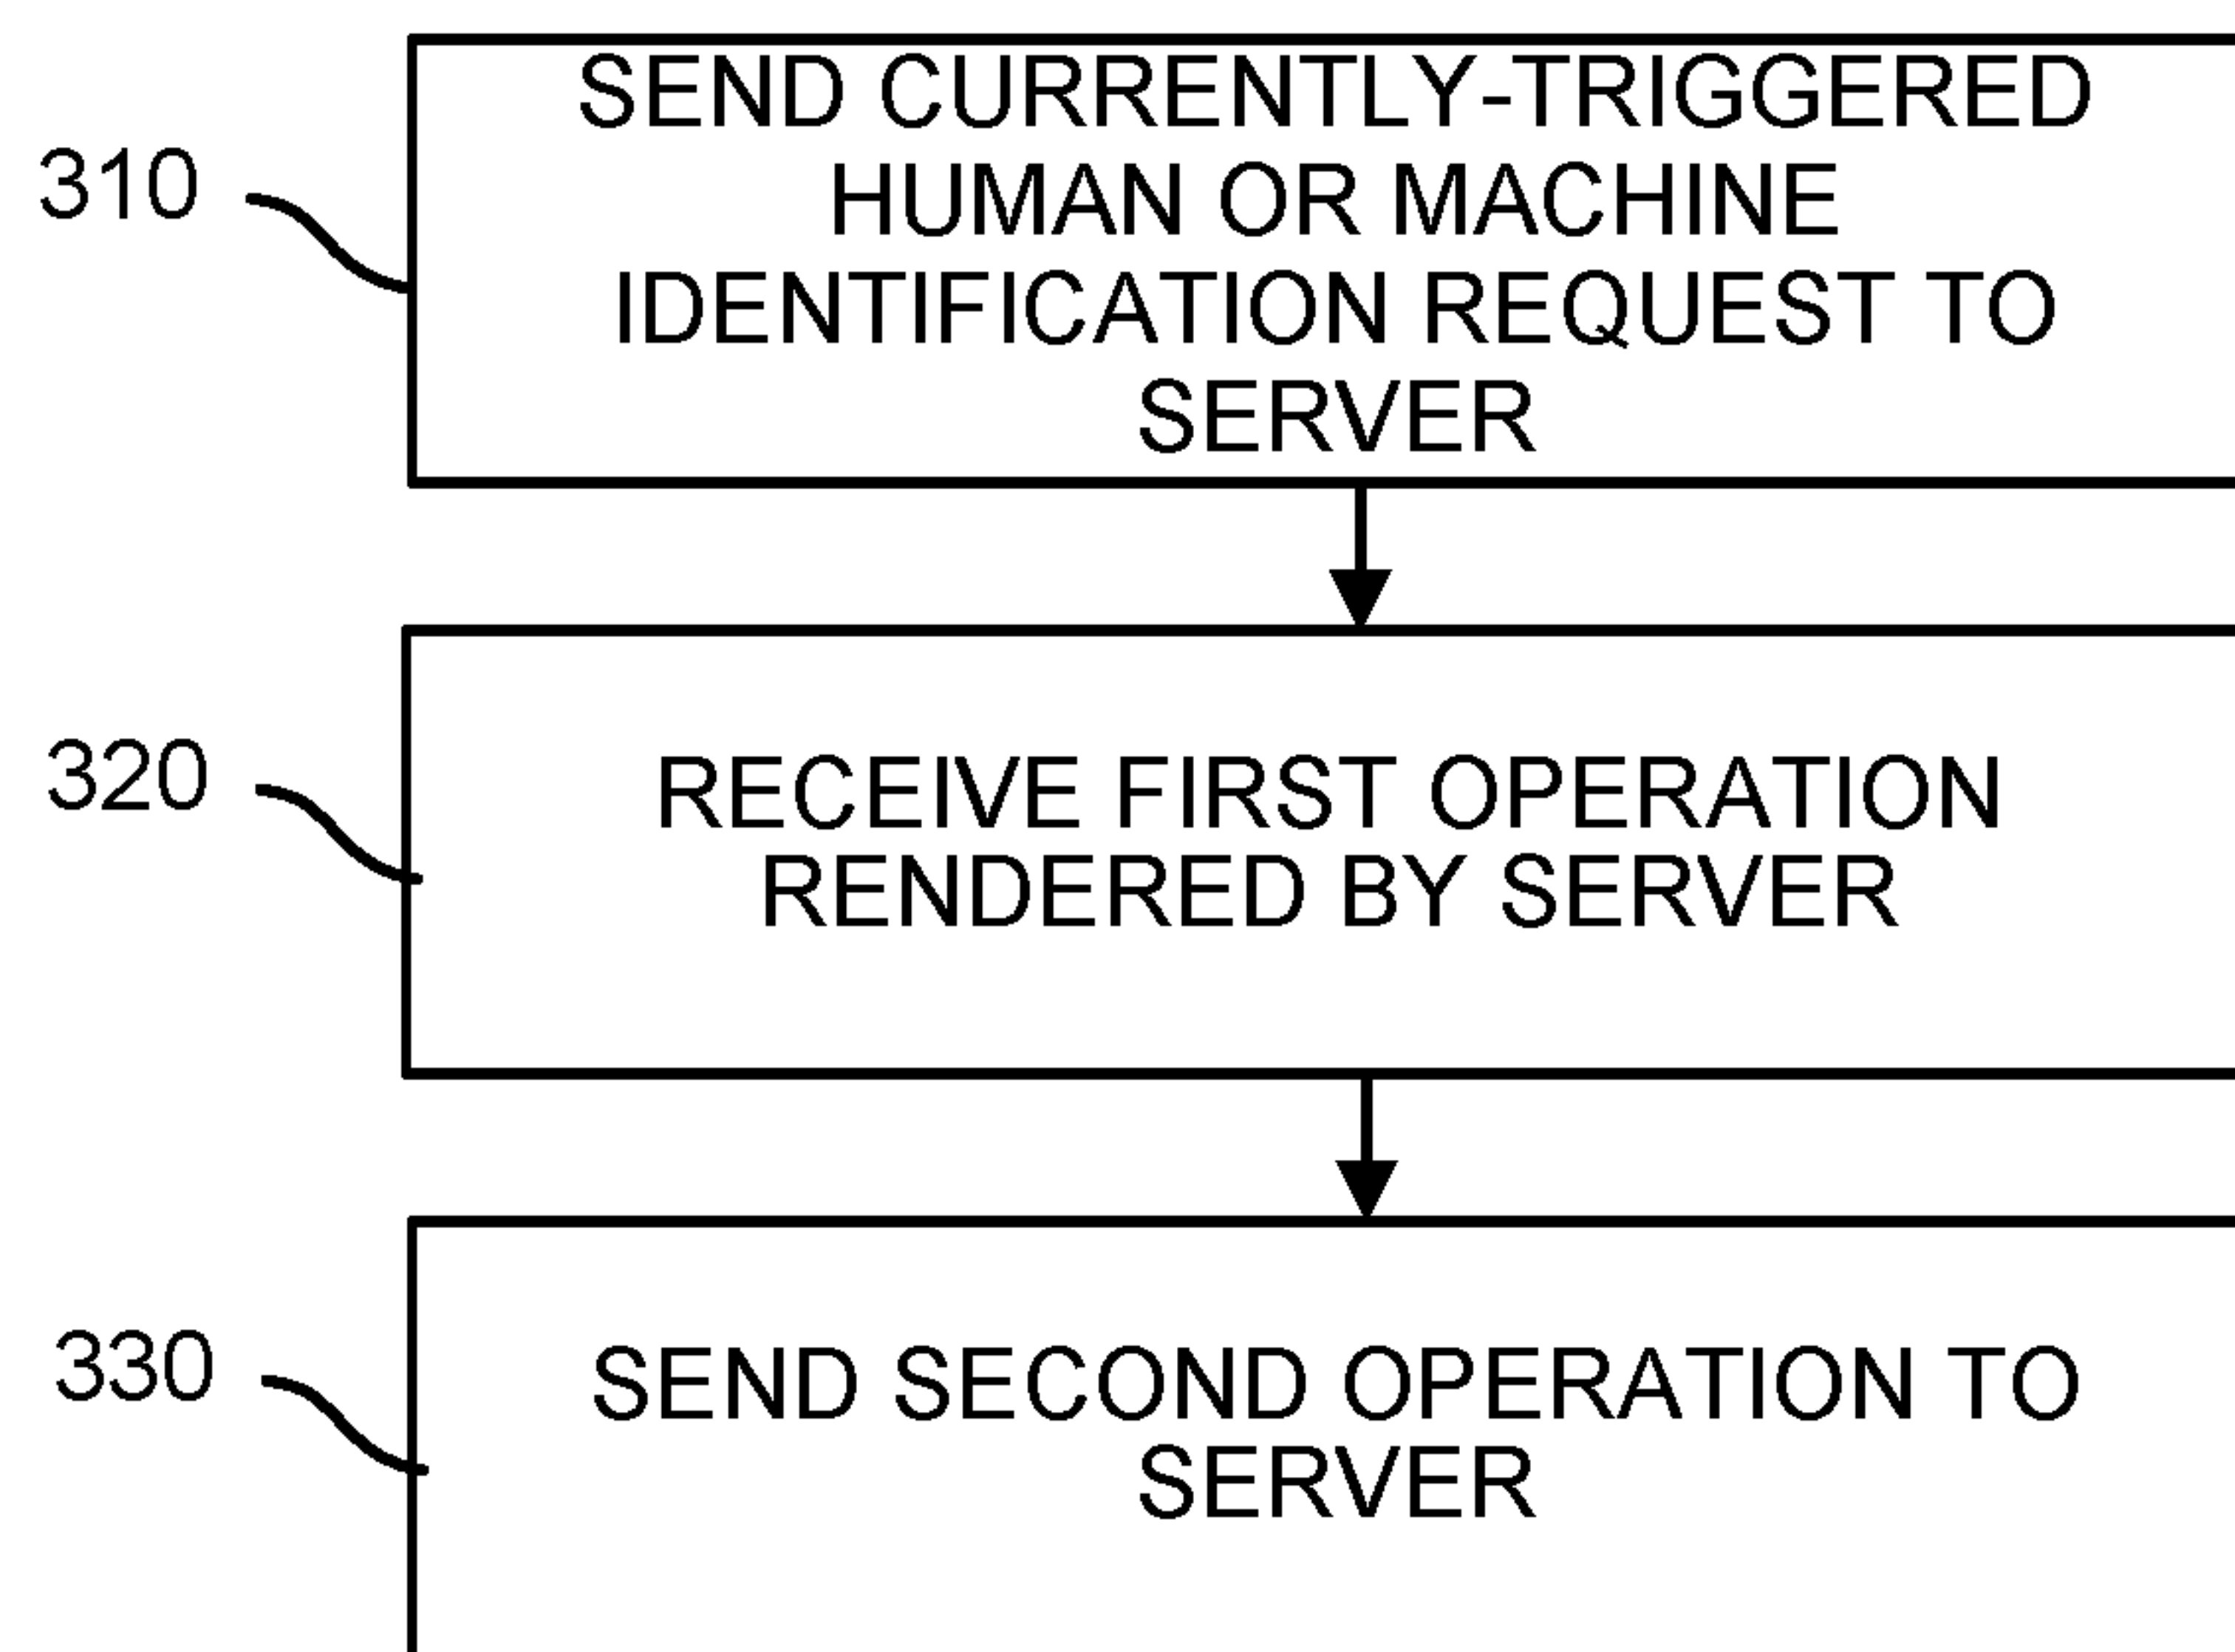 SEND CURRENTLY-TRIGGERED
310
HUMAN OR MACHINE
IDENTIFICATION REQUEST TO
SERVER
320
RECEIVE FIRST OPERATION
RENDERED BY SERVER
330
SEND SECOND OPERATION TO
SERVER